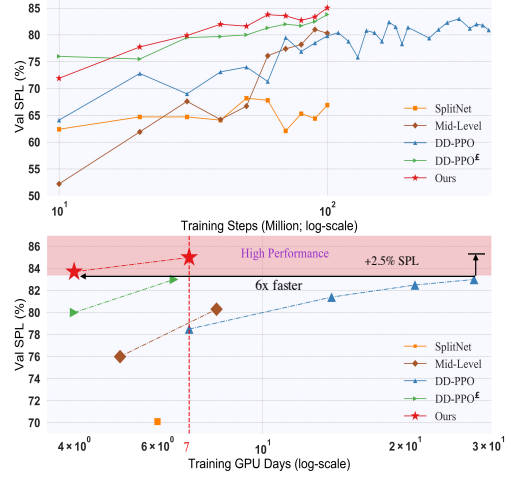 85
80
75
70
65
60
55
50
Val SPL (%)
SplitNet
Mid-Level
DD-PPO
DD-PPO£
Ours
10¹
10²
Training Steps (Million; log-scale)
86
84
82
80
78
76
74
72
70
Val SPL (%)
High Performance
+2.5% SPL
6x faster
SplitNet
Mid-Level
DD-PPO
DD-PPO£
Ours
4 × 10⁰
6 × 10⁰
7
10¹
2 × 10¹
3 × 10¹
Training GPU Days (log-scale)